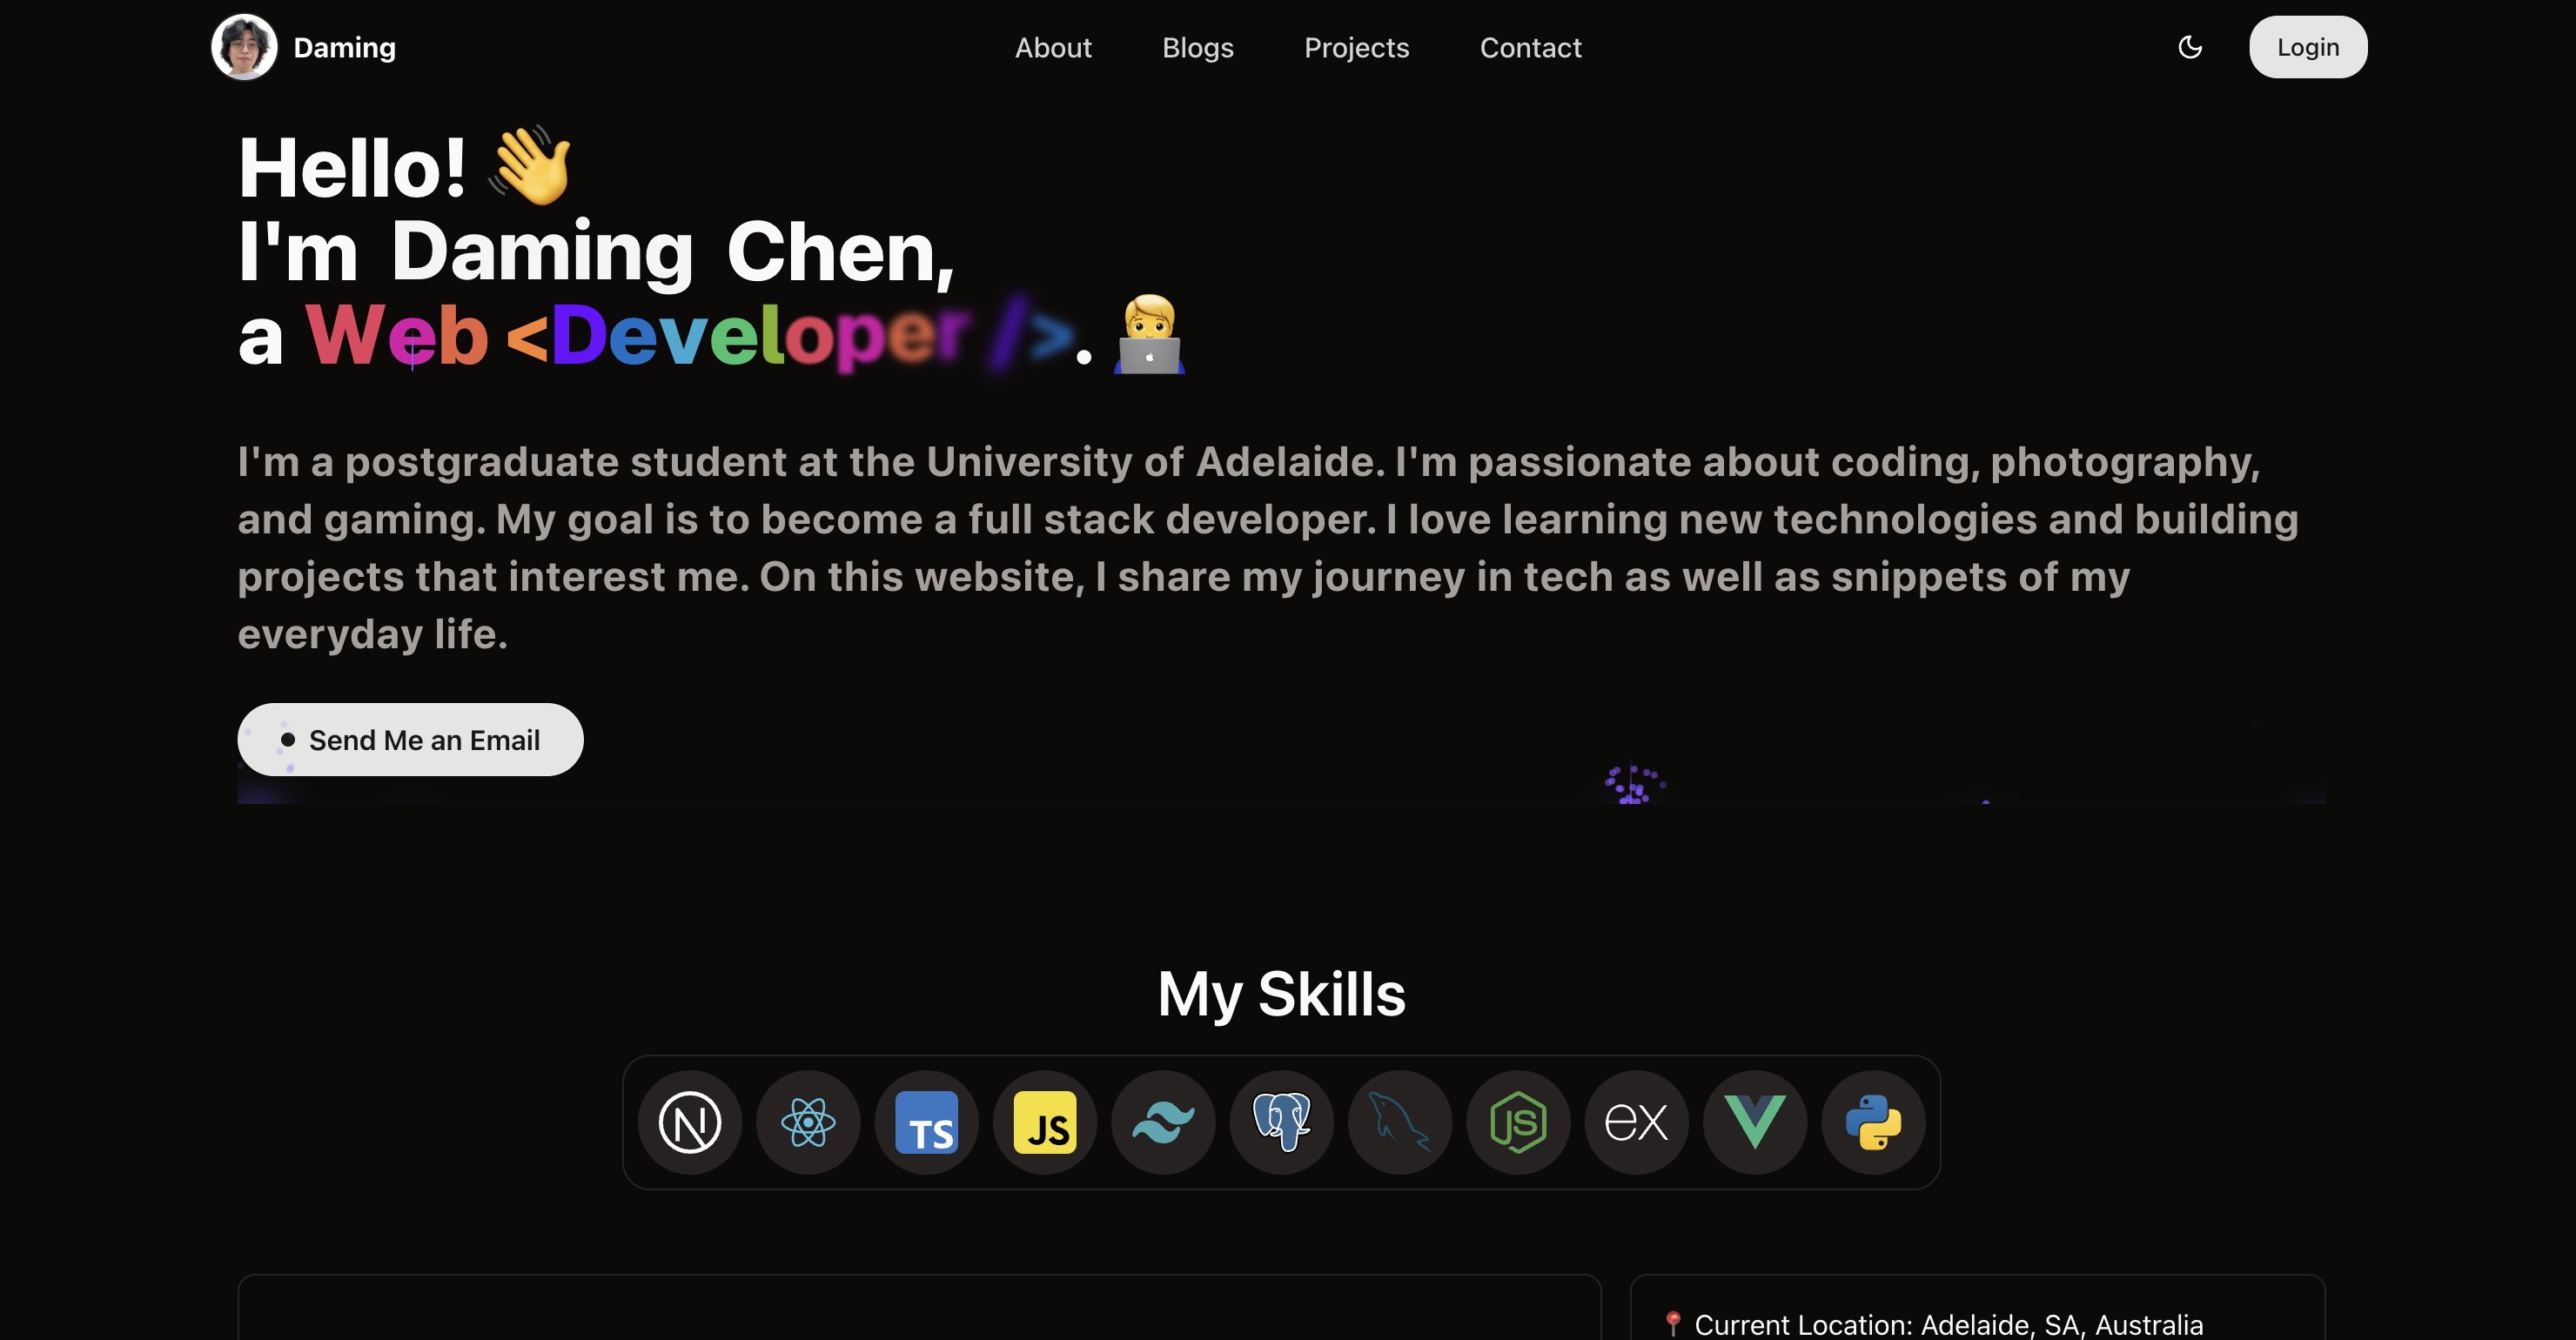 Daming
About
Blogs
Projects
Contact
Login
Hello! 👋
I'm Daming Chen,
a Web <Developer />. 👨‍💻
I'm a postgraduate student at the University of Adelaide. I'm passionate about coding, photography,
and gaming. My goal is to become a full stack developer. I love learning new technologies and building
projects that interest me. On this website, I share my journey in tech as well as snippets of my
everyday life.
Send Me an Email
My Skills
N
TS
JS
JS
ex
📍 Current Location: Adelaide, SA, Australia